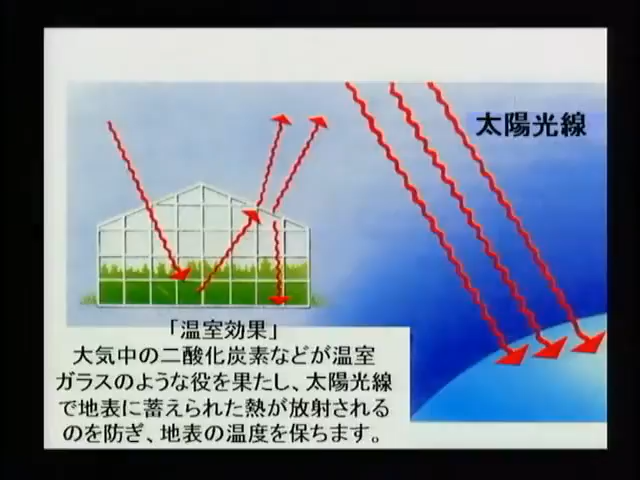 太陽光線
「温室効果」
大気中の二酸化炭素などが温室
ガラスのような役を果たし、太陽光線
で地表に蓄えられた熱が放射される
のを防ぎ、地表の温度を保ちます。